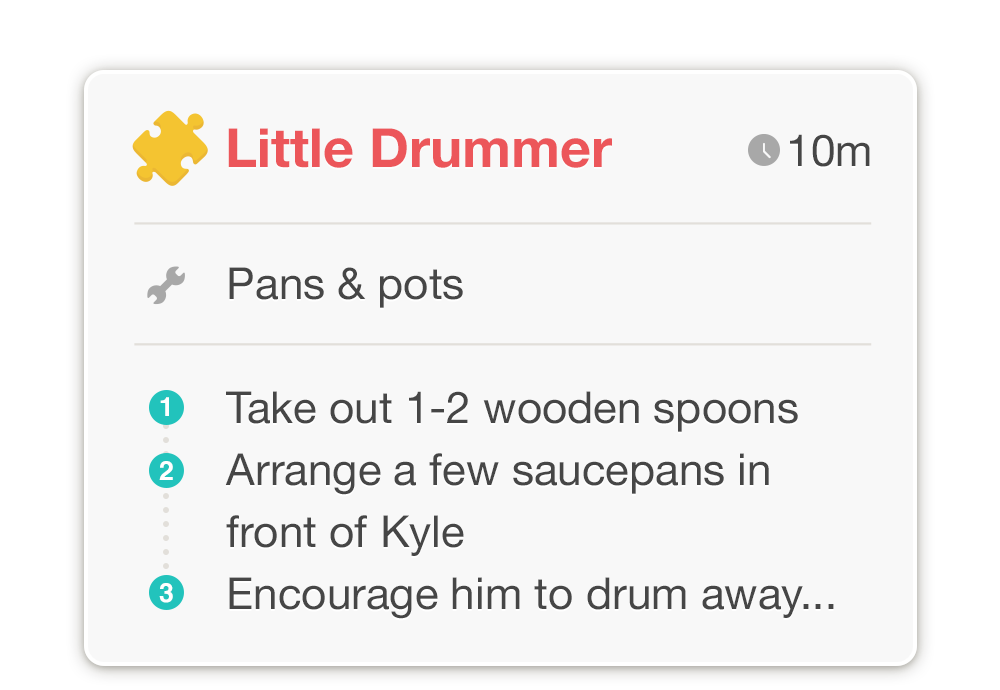 Little Drummer
10m
Pans & pots
1 Take out 1-2 wooden spoons
2 Arrange a few saucepans in
front of Kyle
3 Encourage him to drum away...